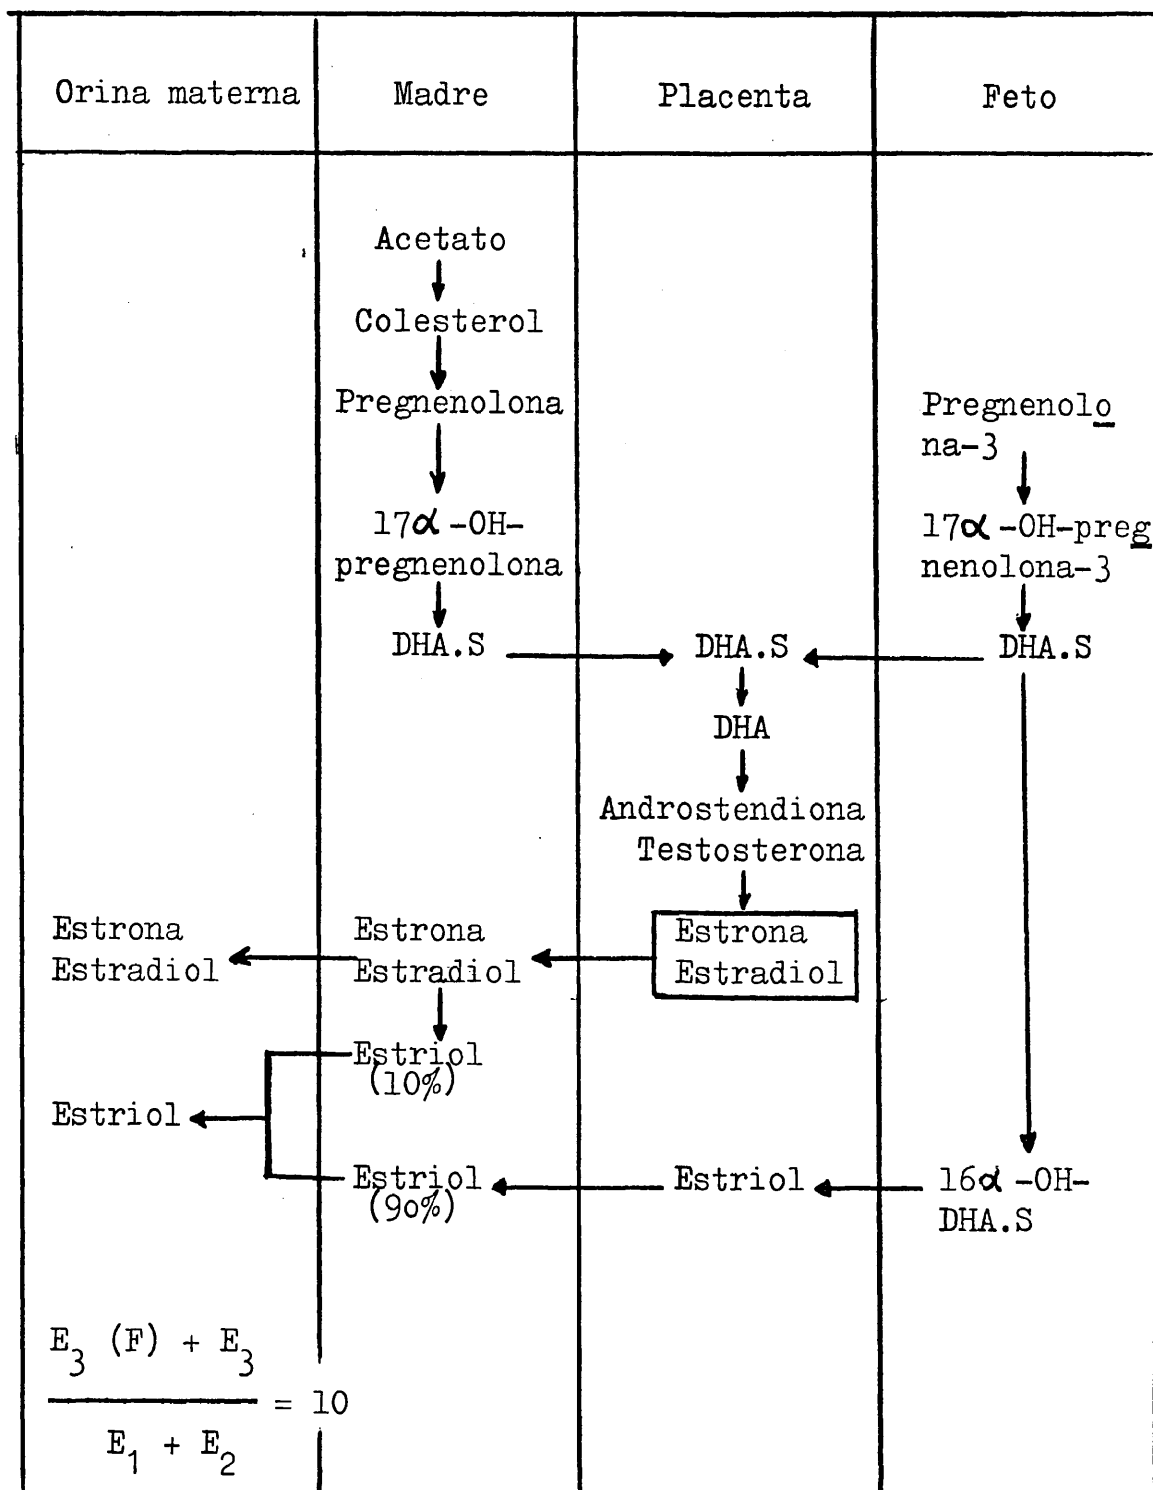 Orina materna
Madre
Placenta
Feto
Acetato
Colesterol
Pregnenolona
17α-OH-
pregnenolona
DHA.S
Pregnenolo
na-3
17α-OH-preg
nenolona-3
DHA.S
DHA.S
DHA
Androstendiona
Testosterona
Estrona
Estradiol
Estrona
Estradiol
Estrona
Estradiol
Estriol
(10%)
Estriol
Estriol
(90%)
Estriol
16α-OH-
DHA.S
E3 (F) + E3
= 10
E1 + E2